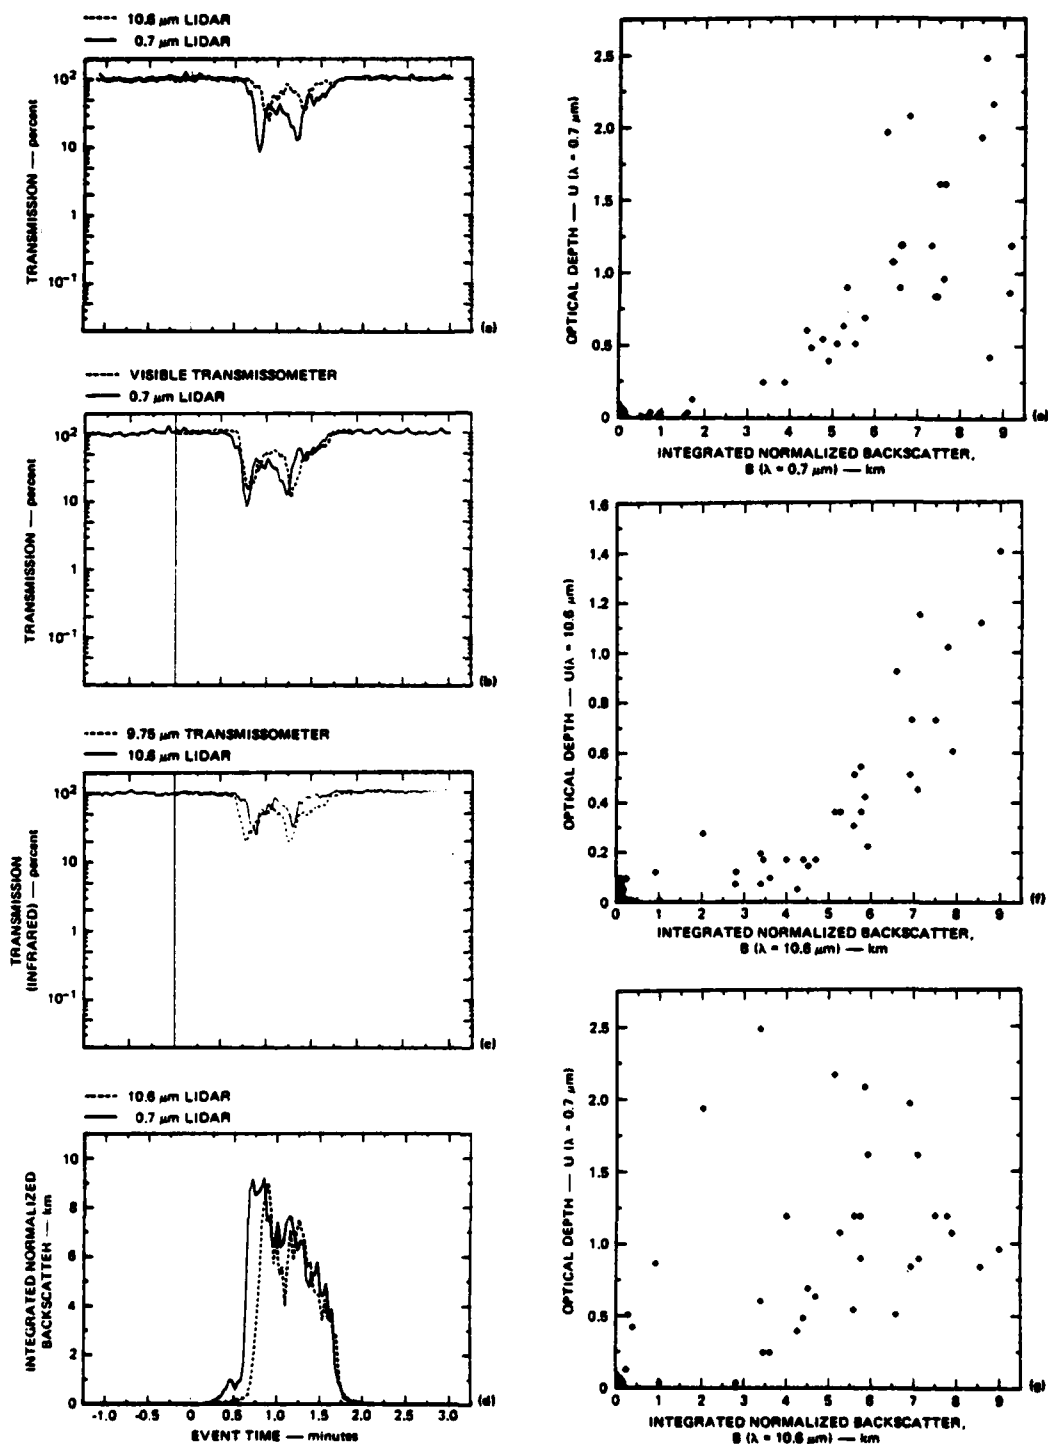 10.6 μm LIDAR
0.7 μm LIDAR
TRANSMISSION — percent
10²
10
1
10⁻¹
(a)
VISIBLE TRANSMISSOMETER
0.7 μm LIDAR
TRANSMISSION — percent
10²
10
1
10⁻¹
(b)
9.75 μm TRANSMISSOMETER
10.6 μm LIDAR
TRANSMISSION
(INFRARED) — percent
10²
10
1
10⁻¹
(c)
10.6 μm LIDAR
0.7 μm LIDAR
INTEGRATED NORMALIZED
BACKSCATTER — km
10
8
6
4
2
0
(d)
-1.0 -0.5 0 0.5 1.0 1.5 2.0 2.5 3.0
EVENT TIME — minutes
OPTICAL DEPTH — U (λ = 0.7 μm)
2.5
2.0
1.5
1.0
0.5
0
(e)
0 1 2 3 4 5 6 7 8 9
INTEGRATED NORMALIZED BACKSCATTER,
B (λ = 0.7 μm) — km
OPTICAL DEPTH — U(λ = 10.6 μm)
1.6
1.4
1.2
1.0
0.8
0.6
0.4
0.2
0
(f)
0 1 2 3 4 5 6 7 8 9
INTEGRATED NORMALIZED BACKSCATTER,
B (λ = 10.6 μm) — km
OPTICAL DEPTH — U (λ = 0.7 μm)
2.5
2.0
1.5
1.0
0.5
0
(g)
0 1 2 3 4 5 6 7 8 9
INTEGRATED NORMALIZED BACKSCATTER,
B (λ = 10.6 μm) — km